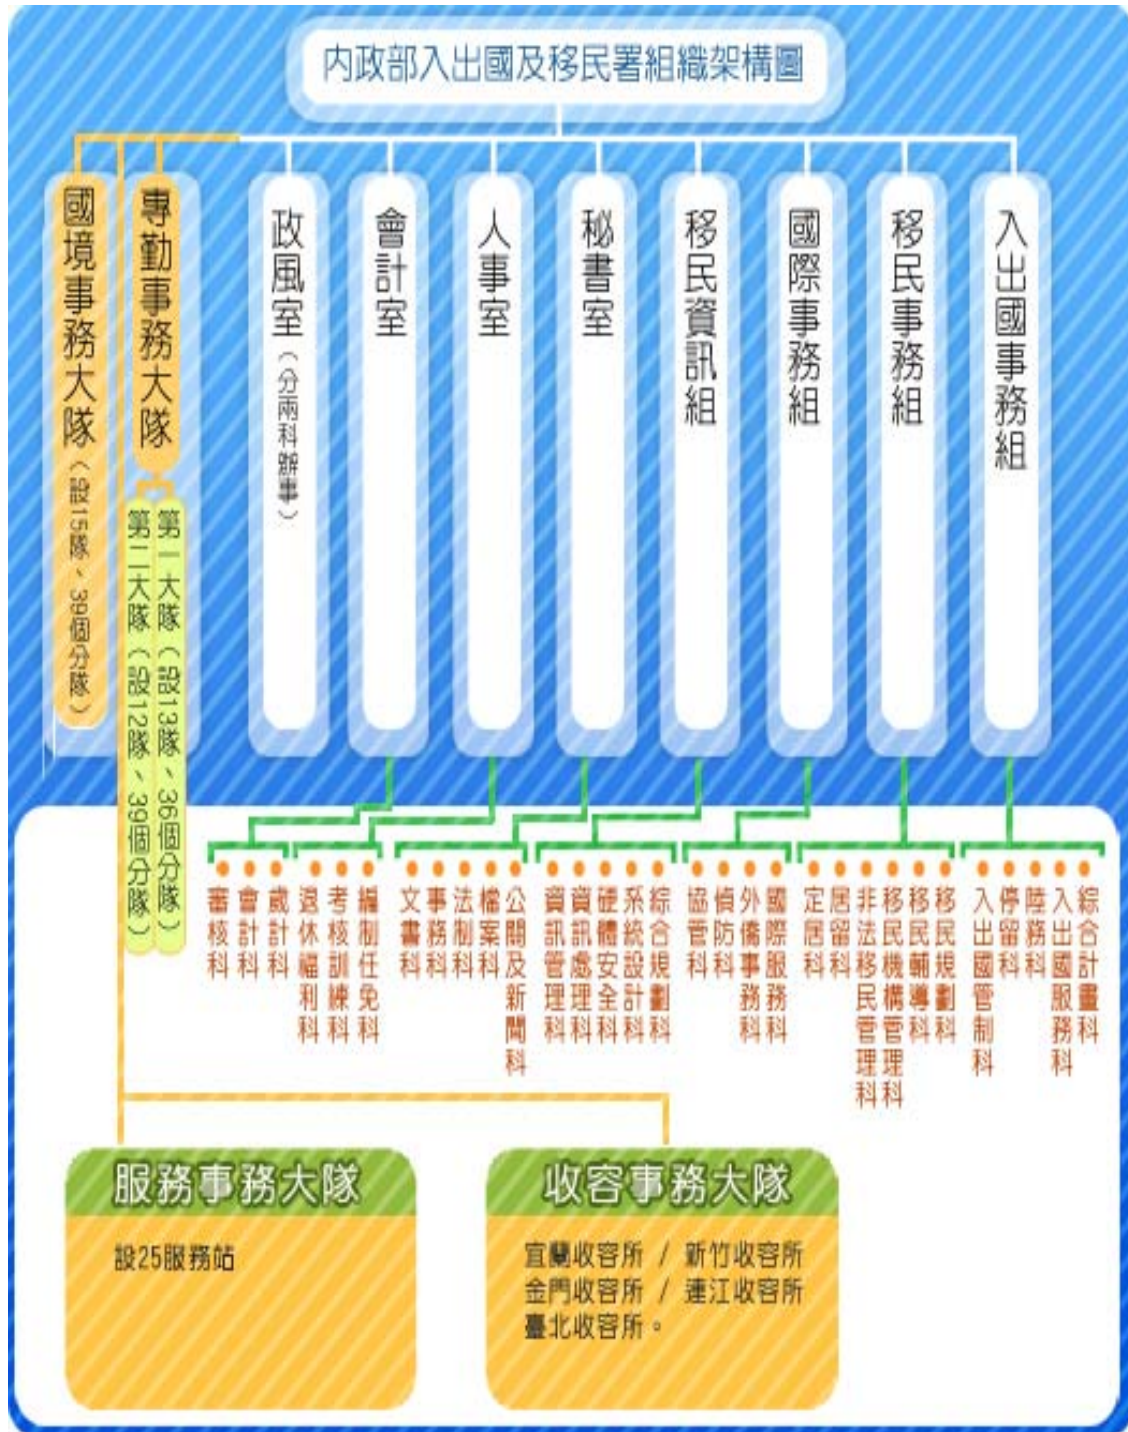 內政部入出國及移民署組織架構圖
入出國事務組
移民事務組
國際事務組
移民資訊組
秘書室
人事室
會計室
政風室(分兩科辦事)
專勤事務大隊
第一大隊(設13隊、36個分隊)
第二大隊(設12隊、39個分隊)
國境事務大隊(設15隊、39個分隊)
綜合計畫科
入出國服務科
陸務科
停留科
入出國管制科
移民規劃科
移民輔導科
移民機構管理科
非法移民管理科
居留科
定居科
國際服務科
外僑事務科
偵防科
協管科
綜合規劃科
系統設計科
硬體安全科
資訊處理科
資訊管理科
公關及新聞科
檔案科
法制科
事務科
文書科
編制任免科
考核訓練科
退休福利科
歲計科
會計科
審核科
服務事務大隊
設25服務站
收容事務大隊
宜蘭收容所 / 新竹收容所
金門收容所 / 連江收容所
臺北收容所。